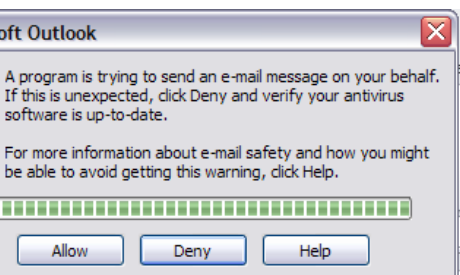 oft Outlook
A program is trying to send an e-mail message on your behalf.
If this is unexpected, click Deny and verify your antivirus
software is up-to-date.
For more information about e-mail safety and how you might
be able to avoid getting this warning, click Help.
Allow
Deny
Help